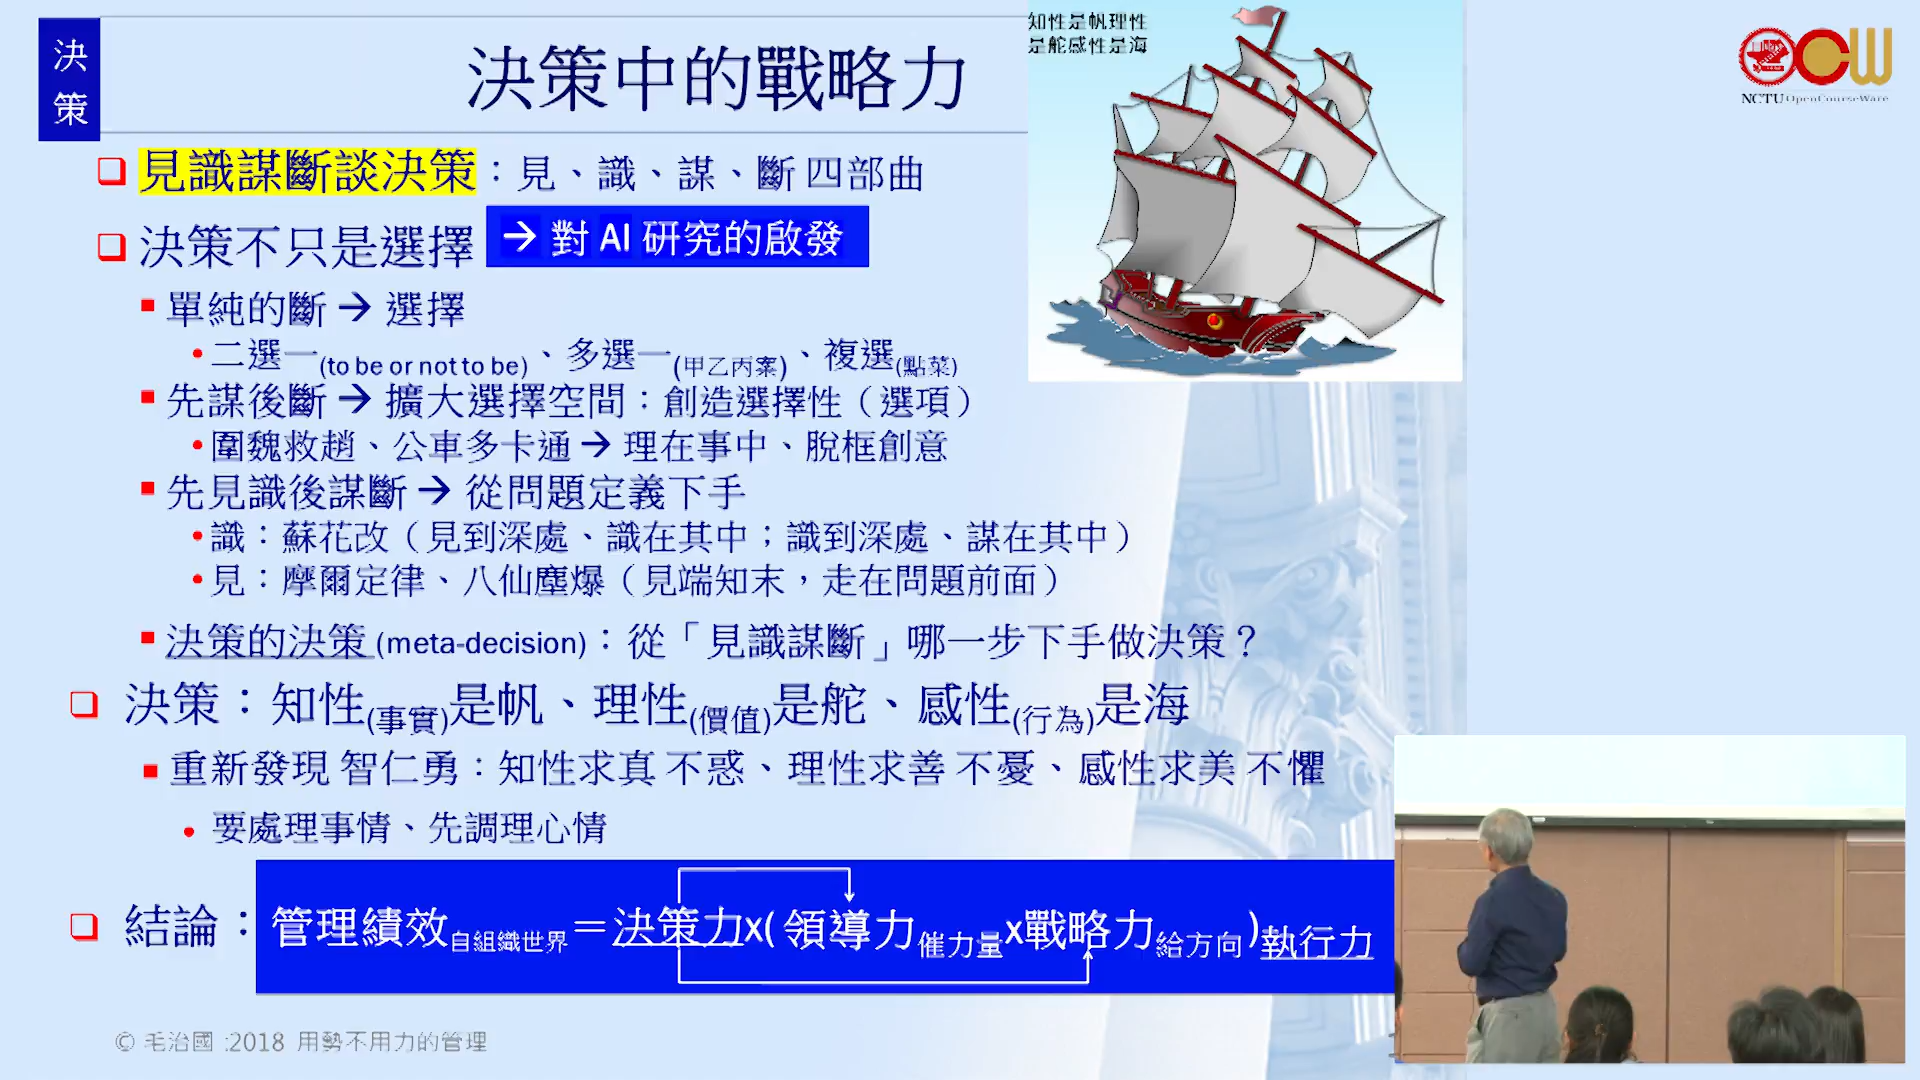 決策
決策中的戰略力
知性是帆理性
是舵感性是海
NCTU OpenCourseWare
見識謀斷談決策：見、識、謀、斷 四部曲
決策不只是選擇 → 對 AI 研究的啟發
單純的斷 → 選擇
二選一(to be or not to be)、多選一(甲乙丙案)、複選(點菜)
先謀後斷 → 擴大選擇空間：創造選擇性（選項）
圍魏救趙、公車多卡通 → 理在事中、脫框創意
先見識後謀斷 → 從問題定義下手
識：蘇花改（見到深處、識在其中；識到深處、謀在其中）
見：摩爾定律、八仙塵爆（見端知末，走在問題前面）
決策的決策 (meta-decision)：從「見識謀斷」哪一步下手做決策？
決策：知性(事實)是帆、理性(價值)是舵、感性(行為)是海
重新發現 智仁勇：知性求真 不惑、理性求善 不憂、感性求美 不懼
要處理事情、先調理心情
結論：管理績效自組織世界＝決策力x(領導力催力量x戰略力給方向)執行力
© 毛治國 :2018 用勢不用力的管理